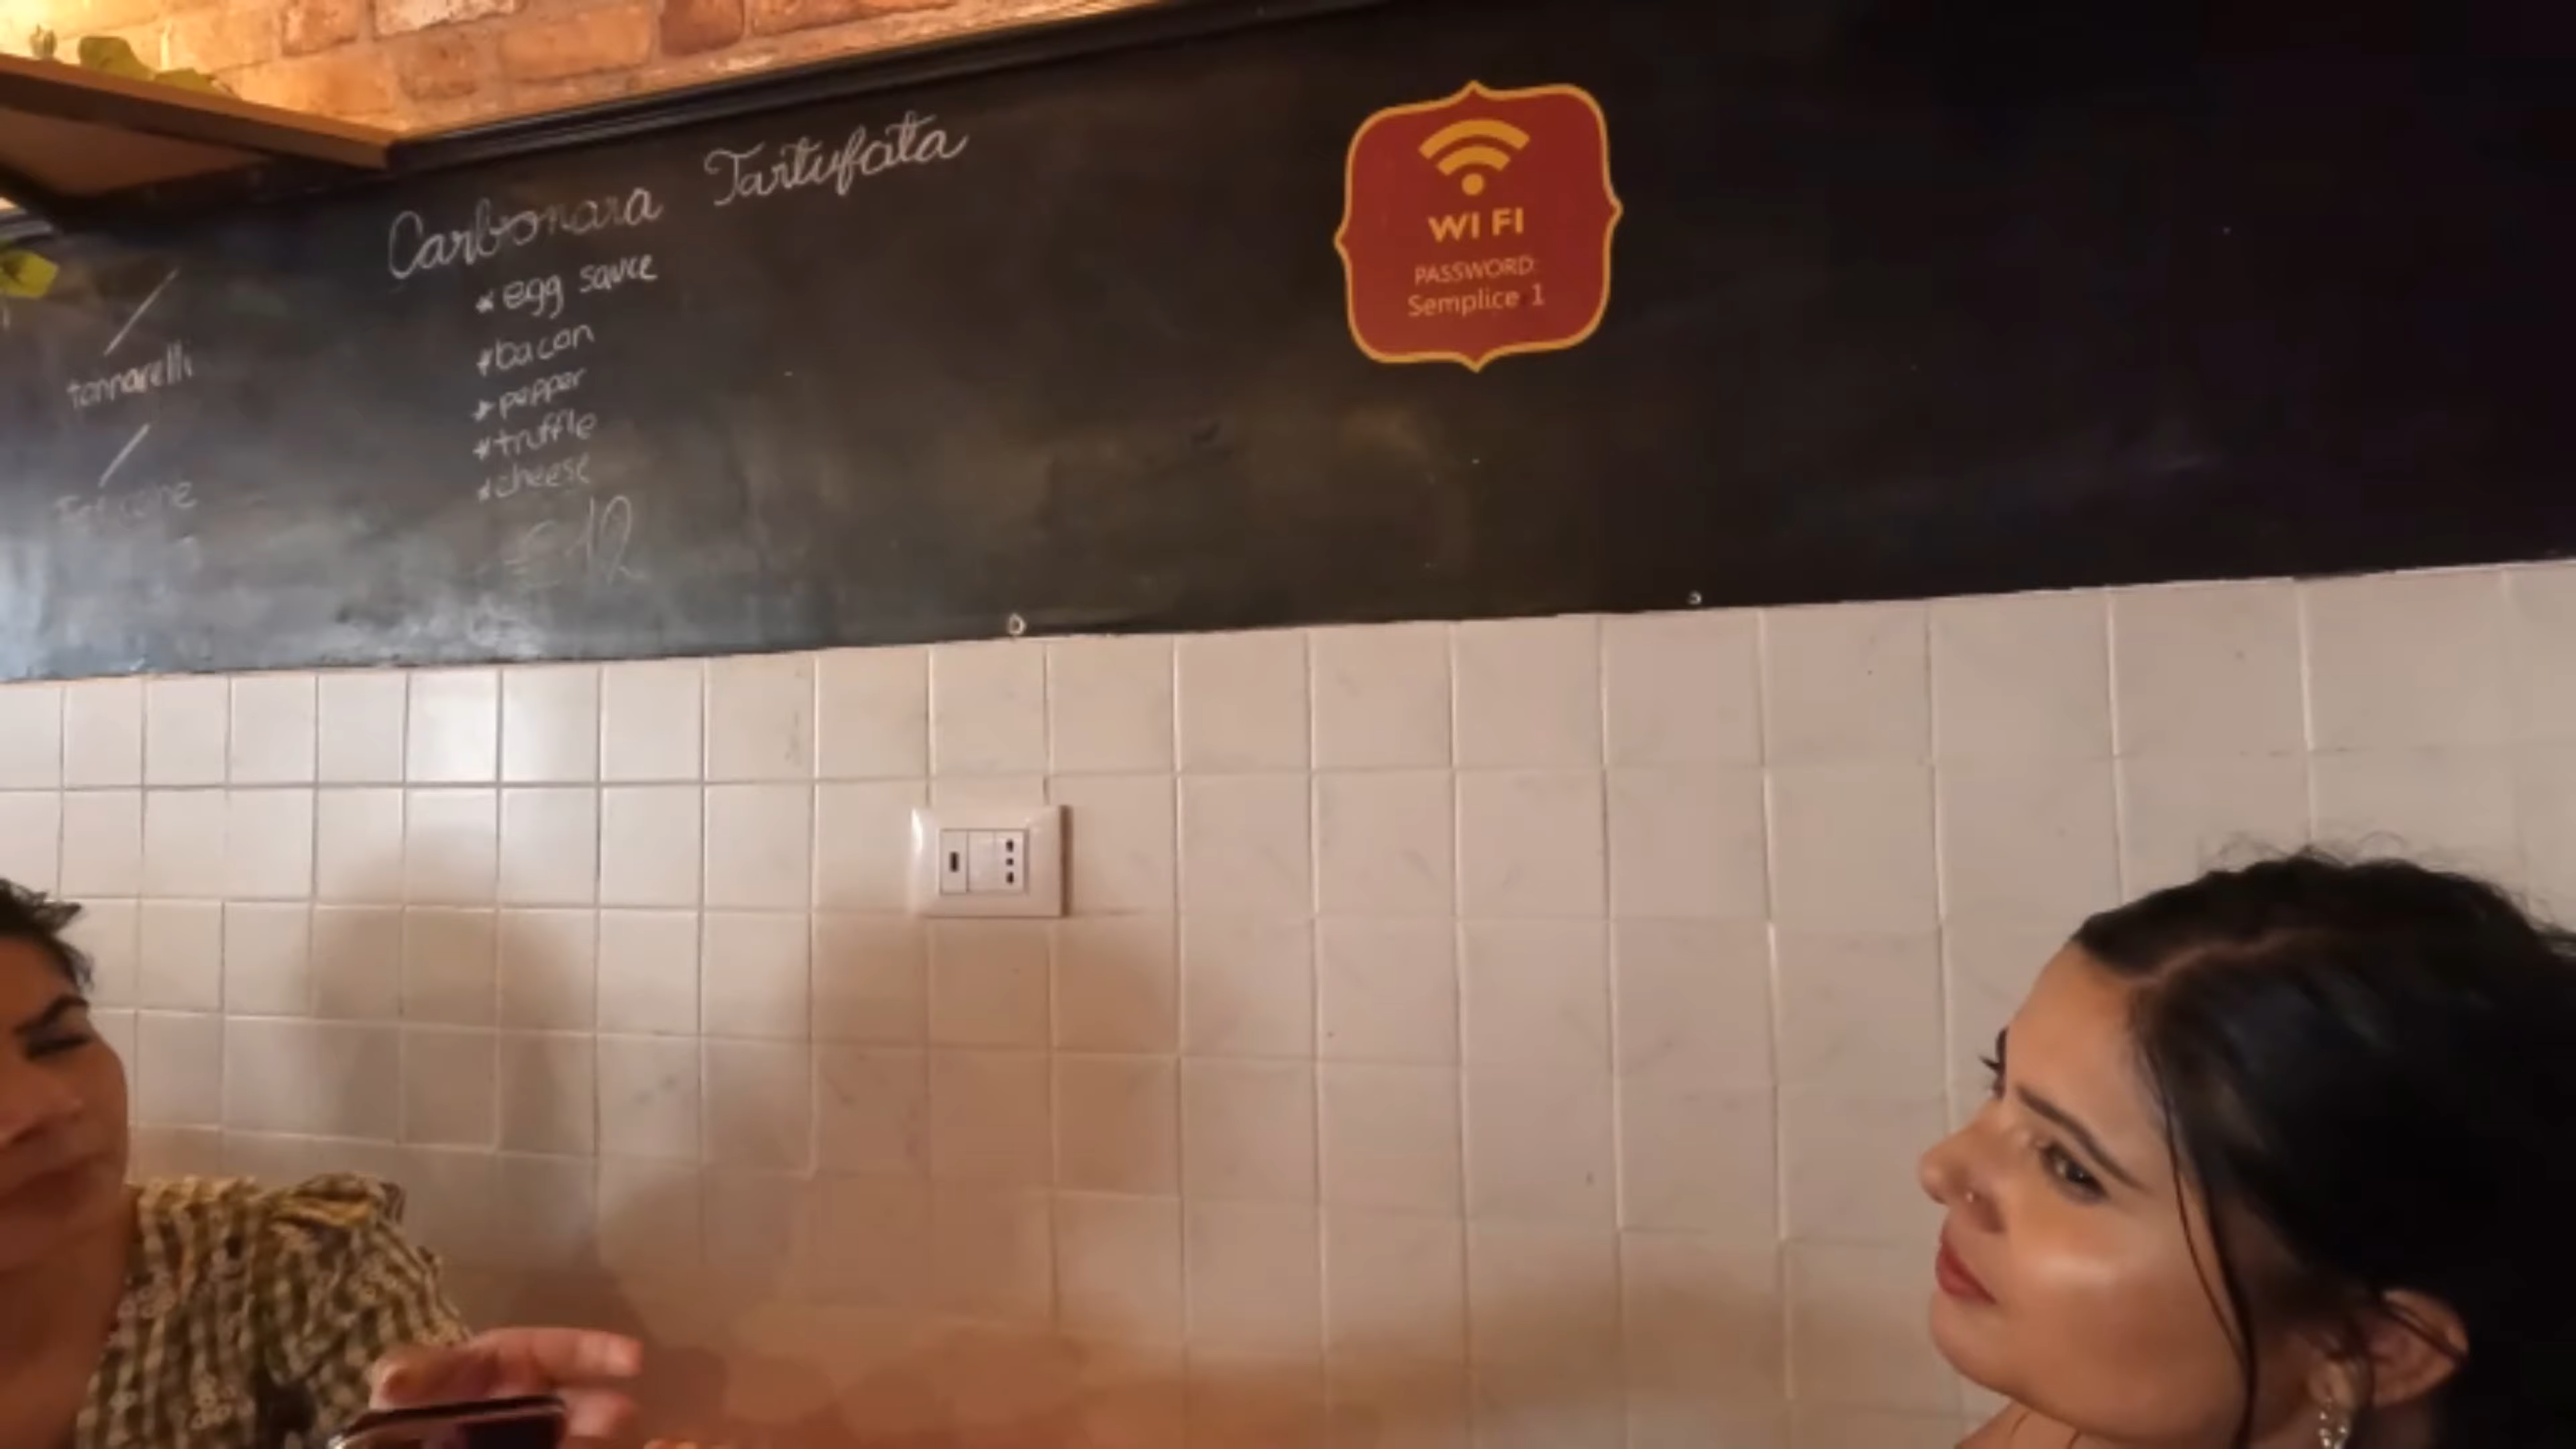 tonnarelli
Carbonara Tartufata
* egg sauce
* bacon
* pepper
* truffle
* cheese
€12
WI FI
PASSWORD:
Semplice 1